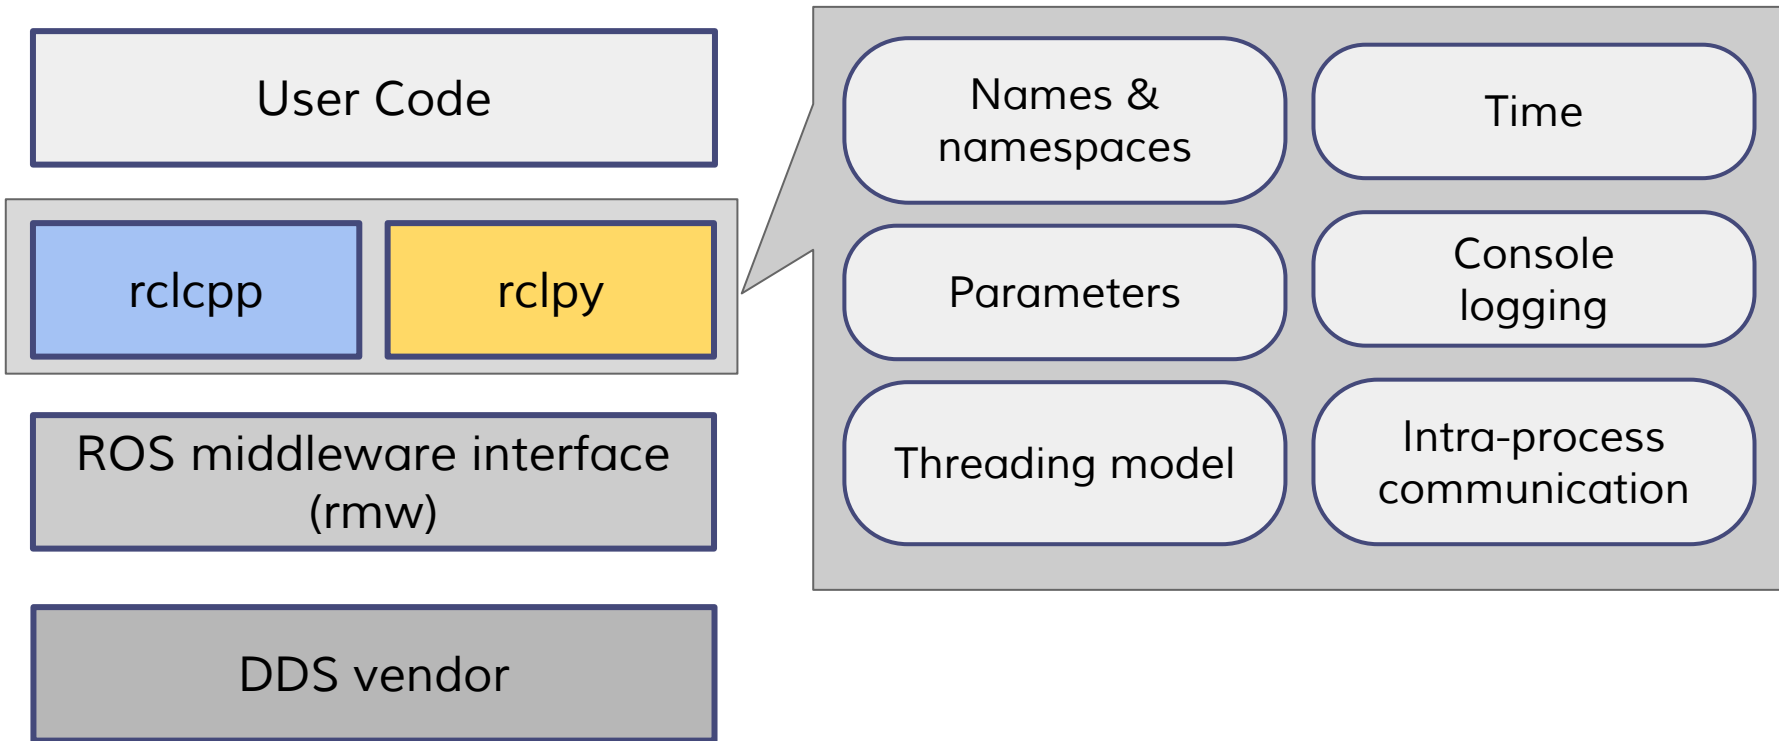 User Code
rclcpp
rclpy
ROS middleware interface
(rmw)
DDS vendor
Names &
namespaces
Time
Parameters
Console
logging
Threading model
Intra-process
communication